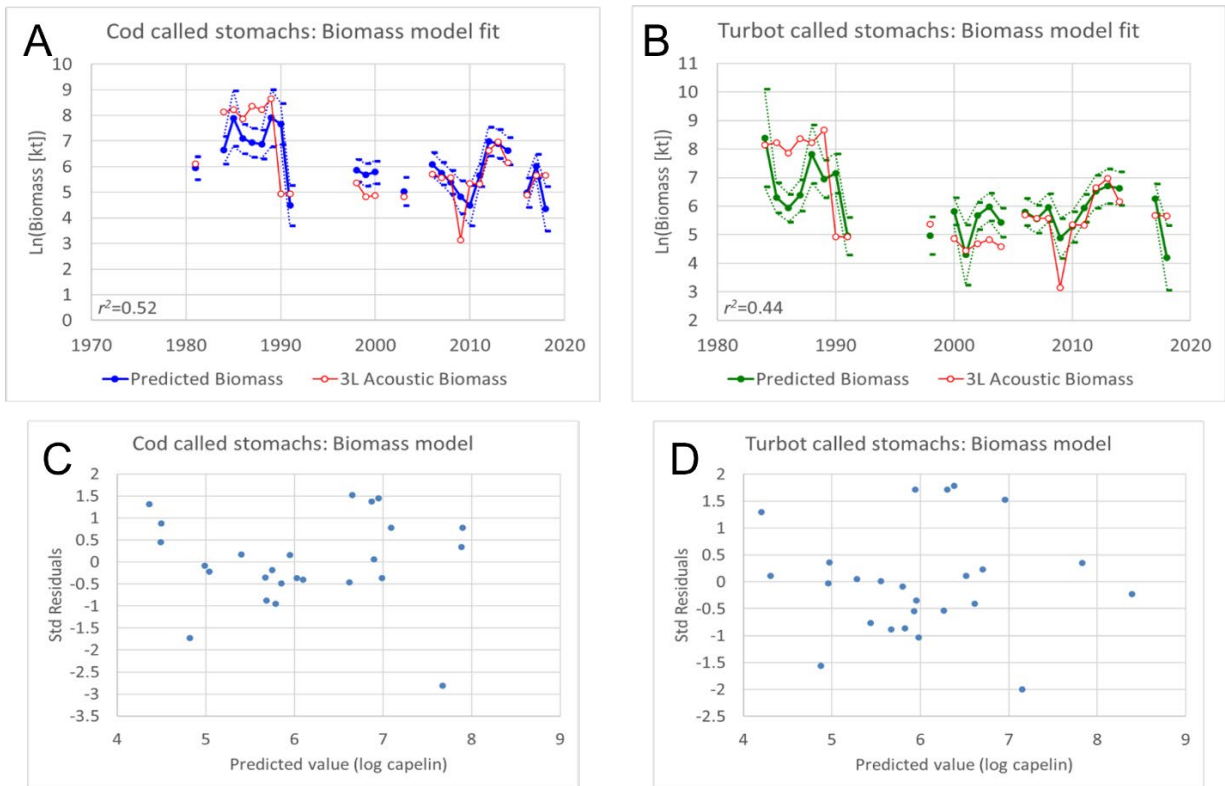 A
Cod called stomachs: Biomass model fit
Ln(Biomass [kt])
10
9
8
7
6
5
4
3
2
1
0
r²=0.52
1970 1980 1990 2000 2010 2020
Predicted Biomass 3L Acoustic Biomass
B
Turbot called stomachs: Biomass model fit
Ln(Biomass [kt])
11
10
9
8
7
6
5
4
3
2
r²=0.44
1980 1990 2000 2010 2020
Predicted Biomass 3L Acoustic Biomass
C
Cod called stomachs: Biomass model
Std Residuals
2
1.5
1
0.5
0
-0.5
-1
-1.5
-2
-2.5
-3
-3.5
4 5 6 7 8 9
Predicted value (log capelin)
D
Turbot called stomachs: Biomass model
Std Residuals
2
1.5
1
0.5
0
-0.5
-1
-1.5
-2
-2.5
4 5 6 7 8 9
Predicted value (log capelin)